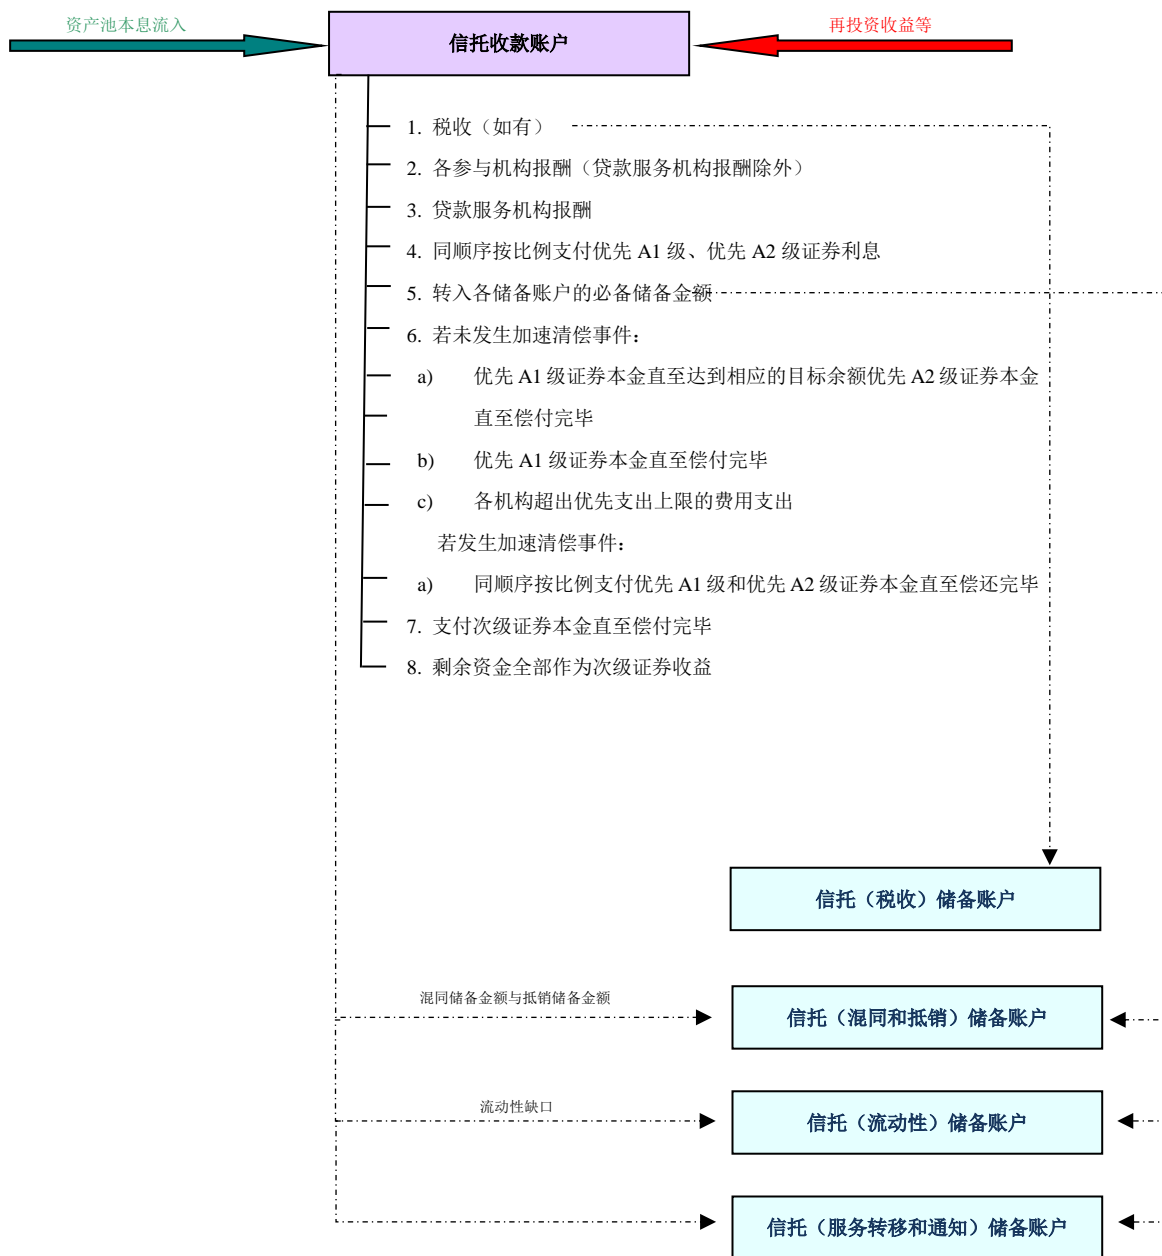 资产池本息流入
再投资收益等
信托收款账户
1. 税收（如有）
2. 各参与机构报酬（贷款服务机构报酬除外）
3. 贷款服务机构报酬
4. 同顺序按比例支付优先 A1 级、优先 A2 级证券利息
5. 转入各储备账户的必备储备金额
6. 若未发生加速清偿事件：
a) 优先 A1 级证券本金直至达到相应的目标余额优先 A2 级证券本金
直至偿付完毕
b) 优先 A1 级证券本金直至偿付完毕
c) 各机构超出优先支出上限的费用支出
若发生加速清偿事件：
a) 同顺序按比例支付优先 A1 级和优先 A2 级证券本金直至偿还完毕
7. 支付次级证券本金直至偿付完毕
8. 剩余资金全部作为次级证券收益
信托（税收）储备账户
混同储备金额与抵销储备金额
信托（混同和抵销）储备账户
流动性缺口
信托（流动性）储备账户
信托（服务转移和通知）储备账户